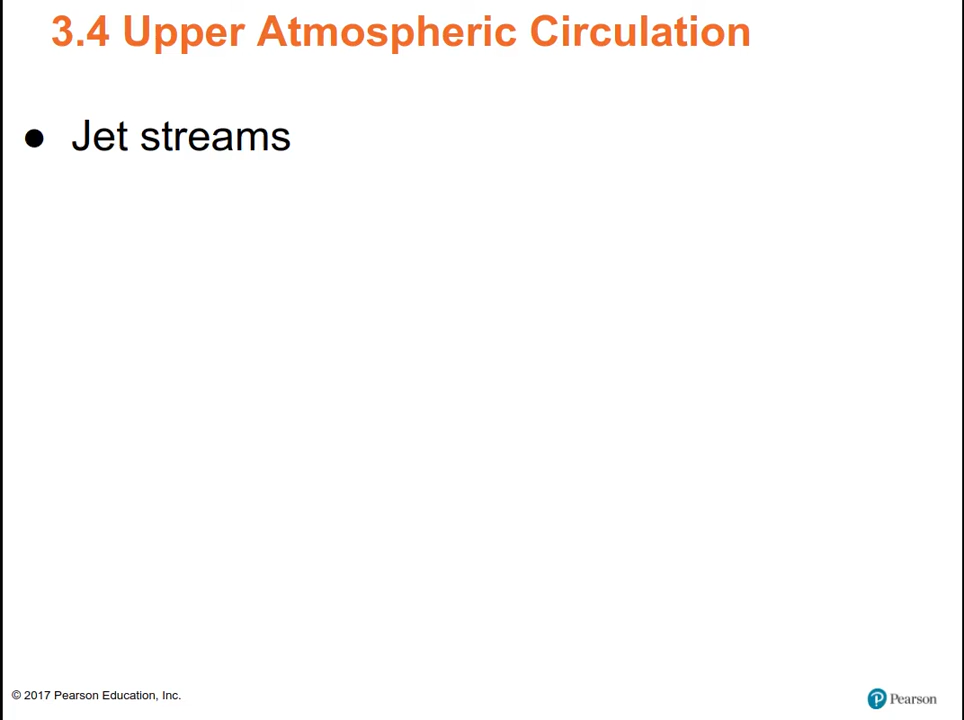 3.4 Upper Atmospheric Circulation
● Jet streams
© 2017 Pearson Education, Inc.
Pearson